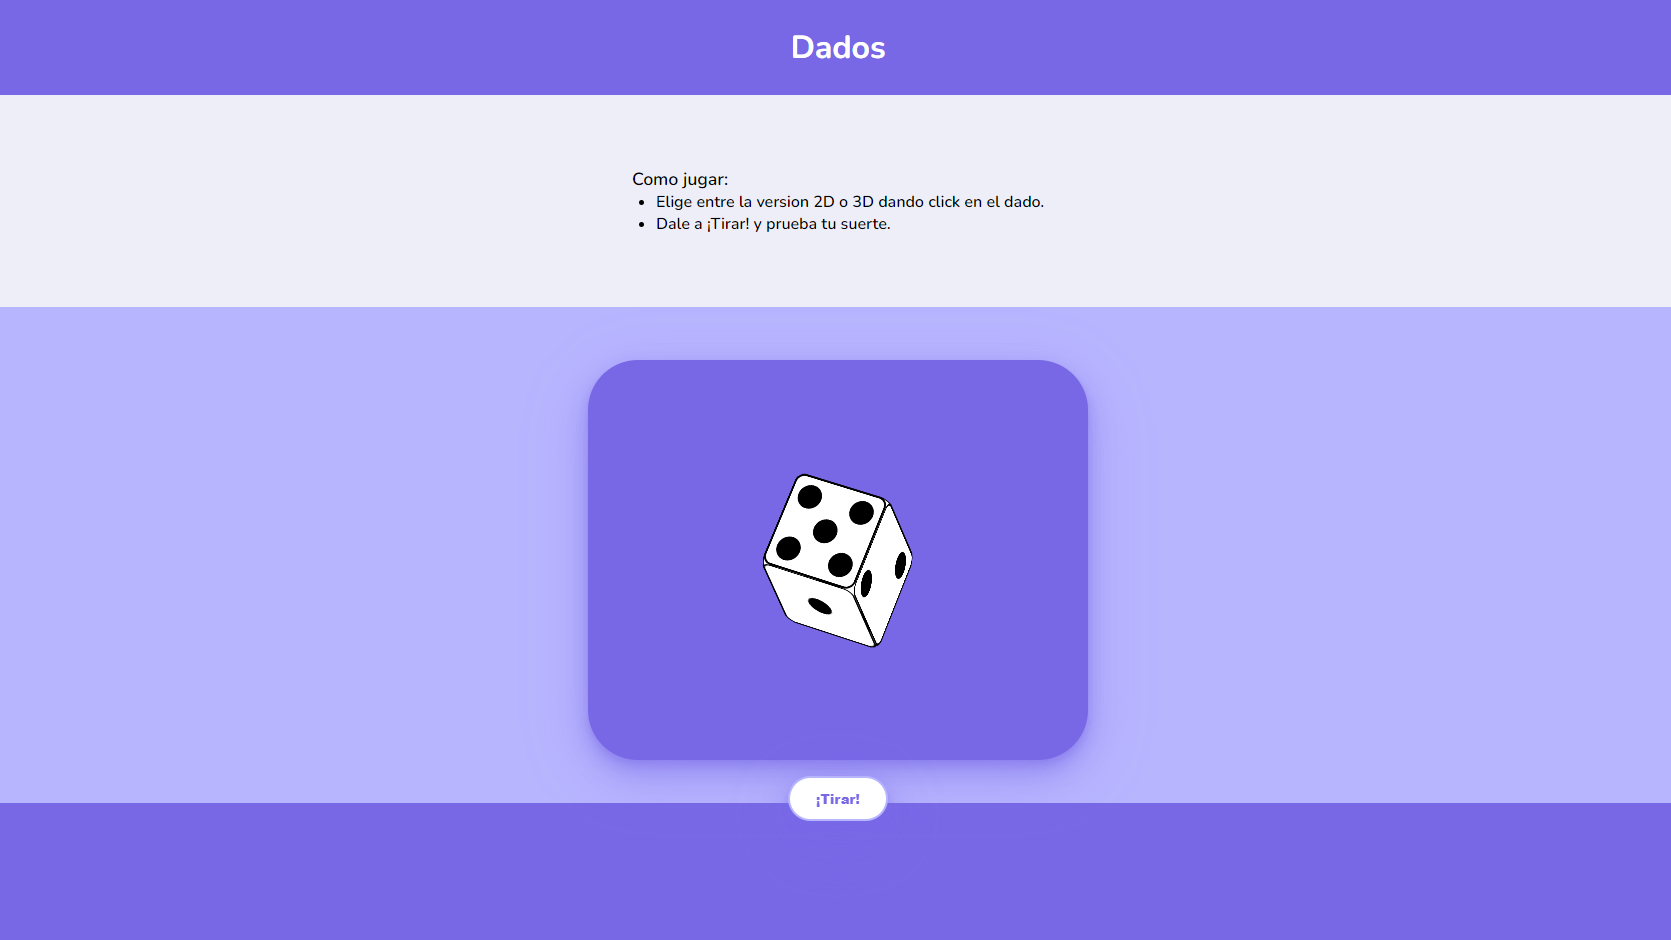 Dados
Como jugar:
Elige entre la version 2D o 3D dando click en el dado.
Dale a ¡Tirar! y prueba tu suerte.
¡Tirar!